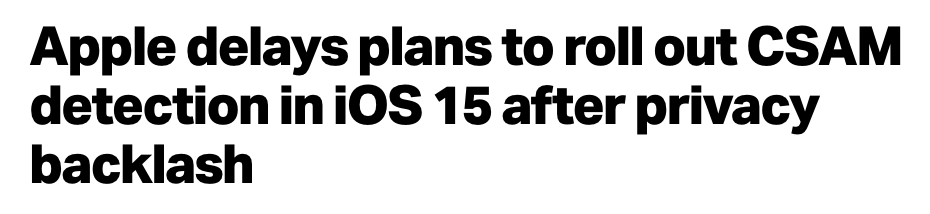 Apple delays plans to roll out CSAM
detection in iOS 15 after privacy
backlash